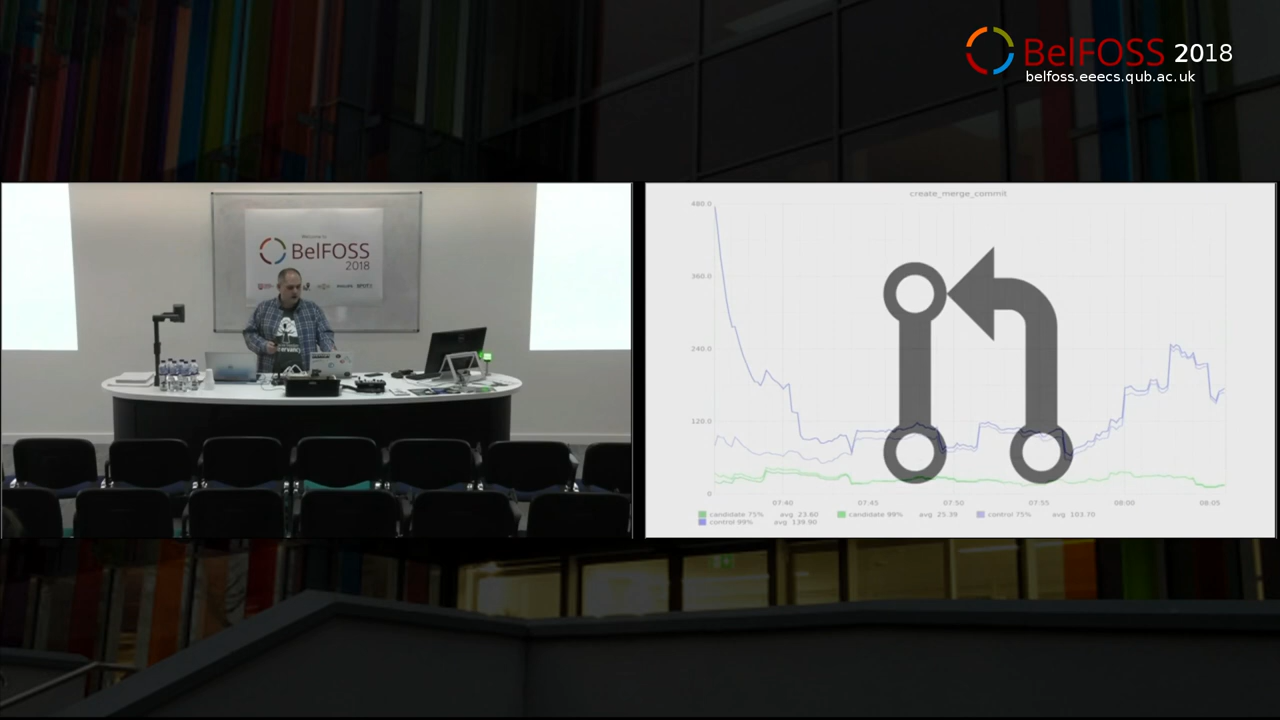 BelFOSS 2018
belfoss.eeecs.qub.ac.uk
Welcome to
BelFOSS
2018
create_merge_commit
480.0
360.0
240.0
120.0
0
07:40 07:45 07:50 07:55 08:00 08:05
candidate 75% avg 23.60 candidate 99% avg 25.39 control 75% avg 103.70
control 99% avg 139.90